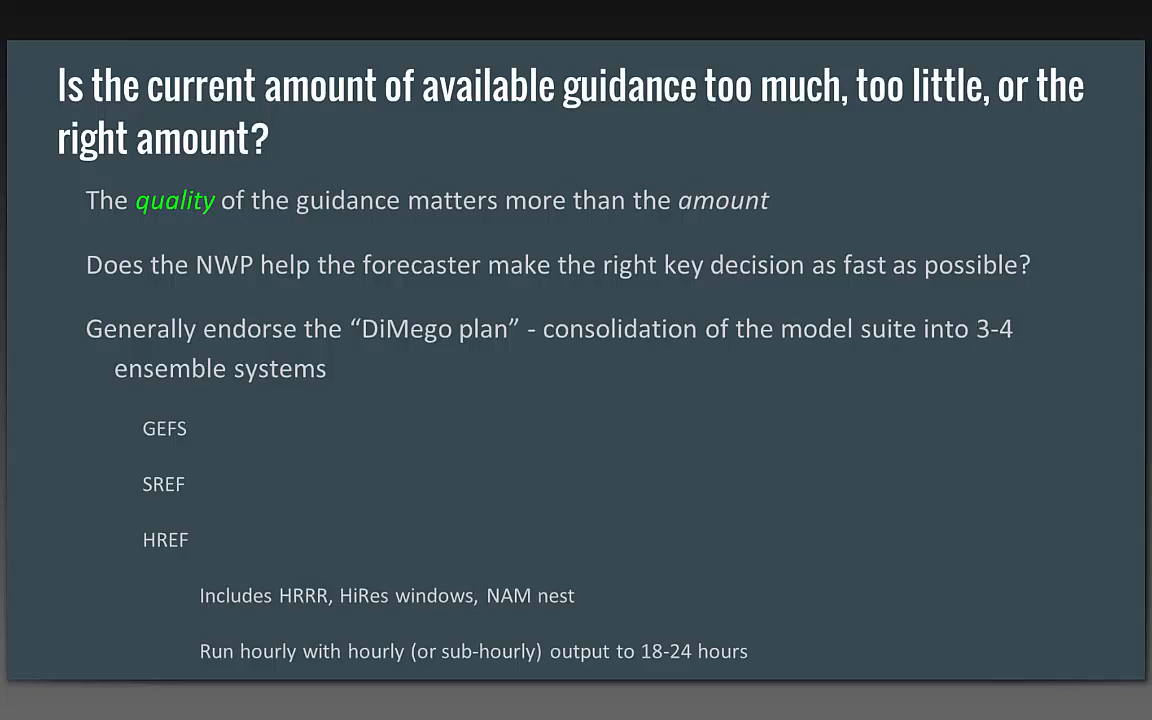 Is the current amount of available guidance too much, too little, or the
right amount?
The quality of the guidance matters more than the amount
Does the NWP help the forecaster make the right key decision as fast as possible?
Generally endorse the “DiMego plan” - consolidation of the model suite into 3-4
ensemble systems
GEFS
SREF
HREF
Includes HRRR, HiRes windows, NAM nest
Run hourly with hourly (or sub-hourly) output to 18-24 hours